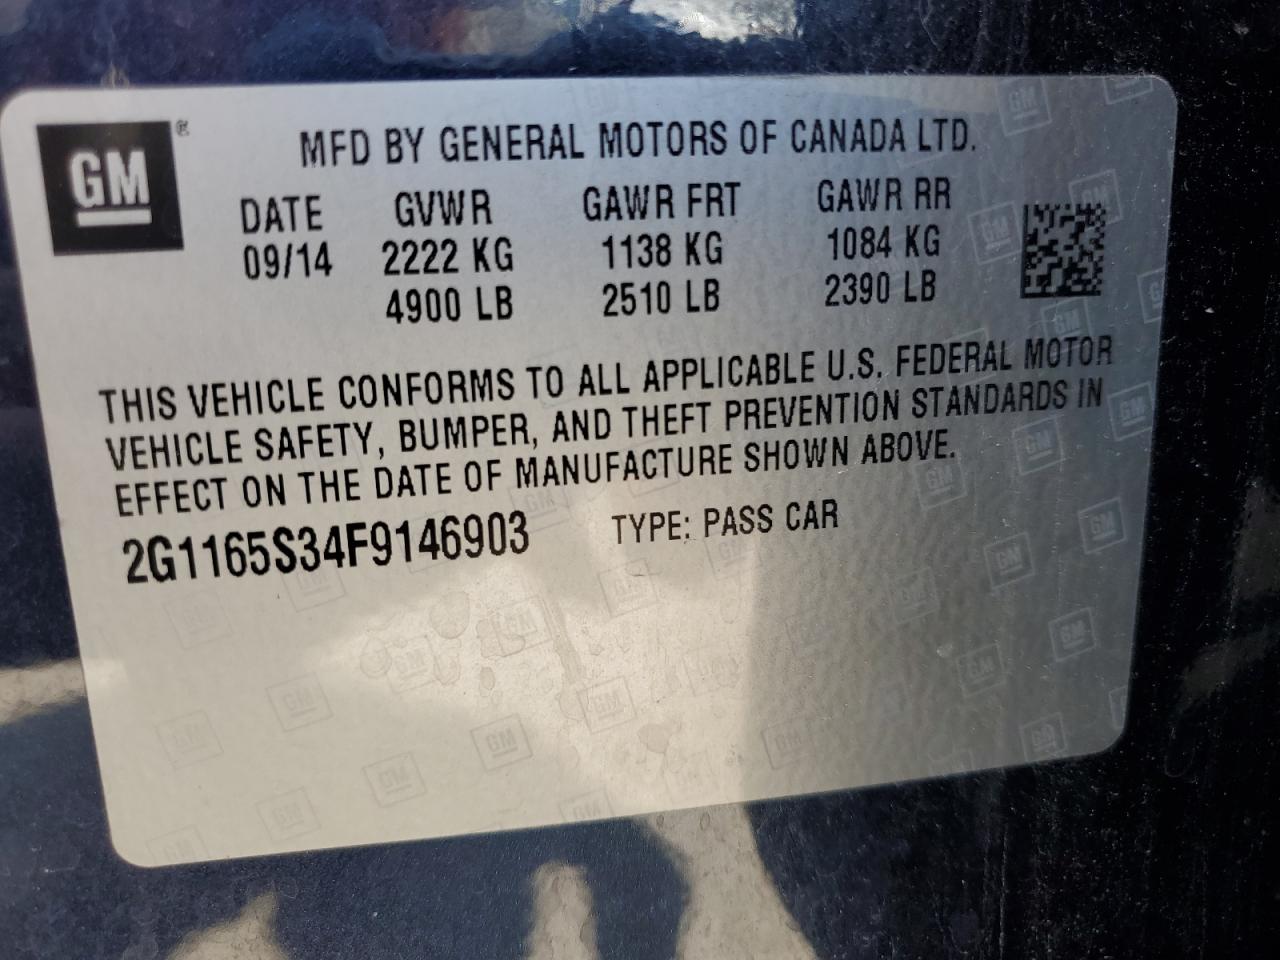 GM®
MFD BY GENERAL MOTORS OF CANADA LTD.
DATE GVWR GAWR FRT GAWR RR
09/14 2222 KG 1138 KG 1084 KG
4900 LB 2510 LB 2390 LB
THIS VEHICLE CONFORMS TO ALL APPLICABLE U.S. FEDERAL MOTOR
VEHICLE SAFETY, BUMPER, AND THEFT PREVENTION STANDARDS IN
EFFECT ON THE DATE OF MANUFACTURE SHOWN ABOVE.
2G1165S34F9146903 TYPE: PASS CAR